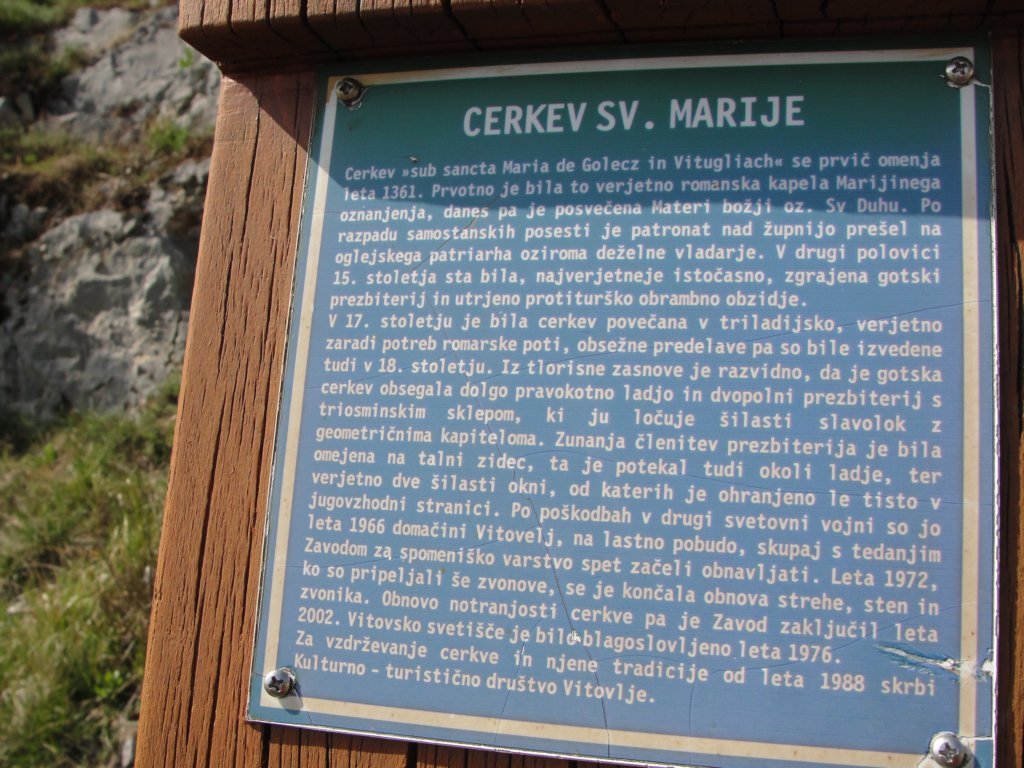 CERKEV SV. MARIJE
Cerkev »sub sancta Maria de Golecz in Vitugliach« se prvič omenja
leta 1361. Prvotno je bila to verjetno romanska kapela Marijinega
oznanjenja, danes pa je posvečena Materi božji oz. Sv Duhu. Po
razpadu samostanskih posesti je patronat nad župnijo prešel na
oglejskega patriarha oziroma deželne vladarje. V drugi polovici
15. stoletja sta bila, najverjetneje istočasno, zgrajena gotski
prezbiterij in utrjeno protiturško obrambno obzidje.
V 17. stoletju je bila cerkev povečana v triladijsko, verjetno
zaradi potreb romarske poti, obsežne predelave pa so bile izvedene
tudi v 18. stoletju. Iz tlorisne zasnove je razvidno, da je gotska
cerkev obsegala dolgo pravokotno ladjo in dvopolni prezbiterij s
triosminskim sklepom, ki ju ločuje šilasti slavolok z
geometričnima kapiteloma. Zunanja členitev prezbiterija je bila
omejena na talni zidec, ta je potekal tudi okoli ladje, ter
verjetno dve šilasti okni, od katerih je ohranjeno le tisto v
jugovzhodni stranici. Po poškodbah v drugi svetovni vojni so jo
leta 1966 domačini Vitovelj, na lastno pobudo, skupaj s tedanjim
Zavodom za spomeniško varstvo spet začeli obnavljati. Leta 1972,
ko so pripeljali še zvonove, se je končala obnova strehe, sten in
zvonika. Obnovo notranjosti cerkve pa je Zavod zaključil leta
2002. Vitovsko svetišče je bilo blagoslovljeno leta 1976.
Za vzdrževanje cerkve in njene tradicije od leta 1988 skrbi
Kulturno - turistično društvo Vitovlje.